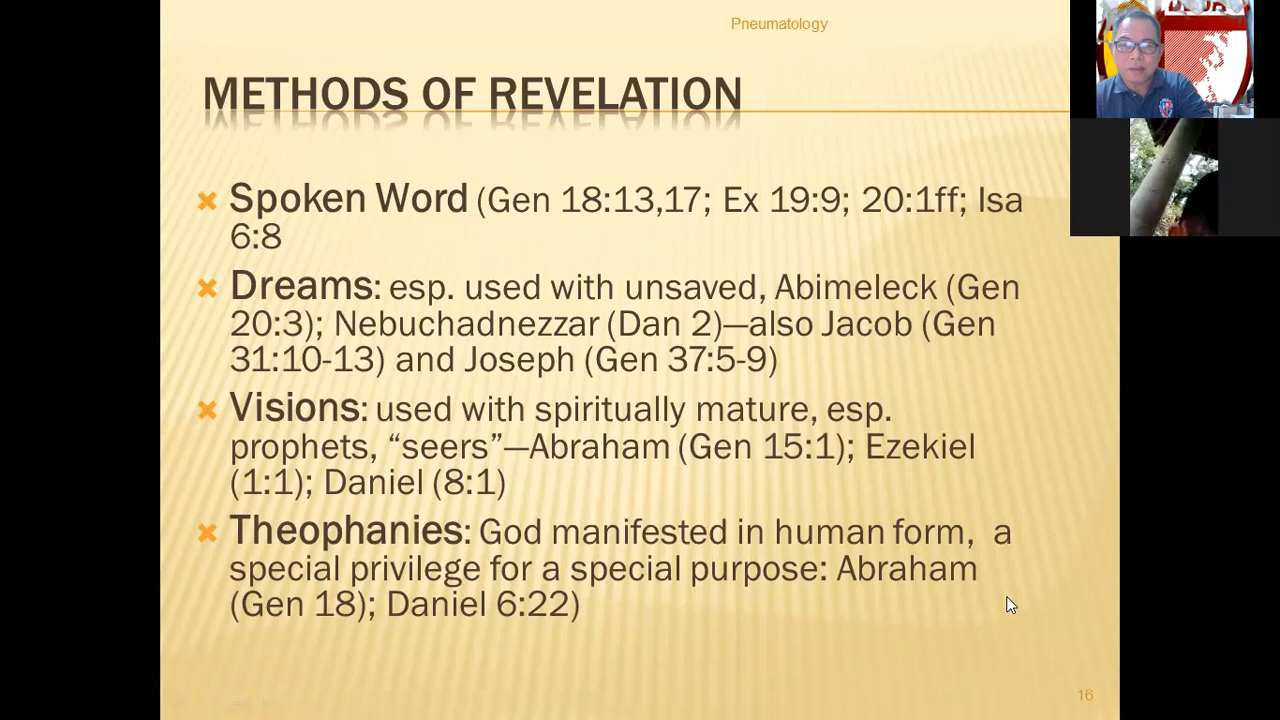 Pneumatology
METHODS OF REVELATION
Spoken Word (Gen 18:13,17; Ex 19:9; 20:1ff; Isa
6:8
Dreams: esp. used with unsaved, Abimeleck (Gen
20:3); Nebuchadnezzar (Dan 2)—also Jacob (Gen
31:10-13) and Joseph (Gen 37:5-9)
Visions: used with spiritually mature, esp.
prophets, “seers”—Abraham (Gen 15:1); Ezekiel
(1:1); Daniel (8:1)
Theophanies: God manifested in human form,  a
special privilege for a special purpose: Abraham
(Gen 18); Daniel 6:22)
16